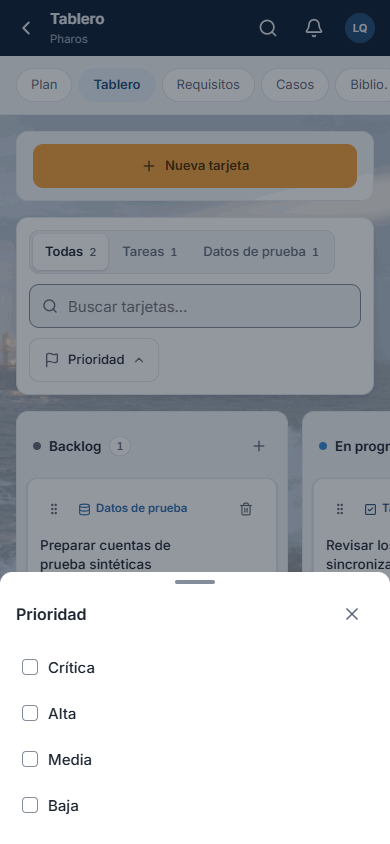 Tablero
Pharos
LQ
Plan
Tablero
Requisitos
Casos
Biblio.
Nueva tarjeta
Todas 2
Tareas 1
Datos de prueba 1
Buscar tarjetas...
Prioridad
Backlog 1
En progr
Datos de prueba
Preparar cuentas de
prueba sintéticas
Revisar los
sincroniza
Prioridad
Crítica
Alta
Media
Baja